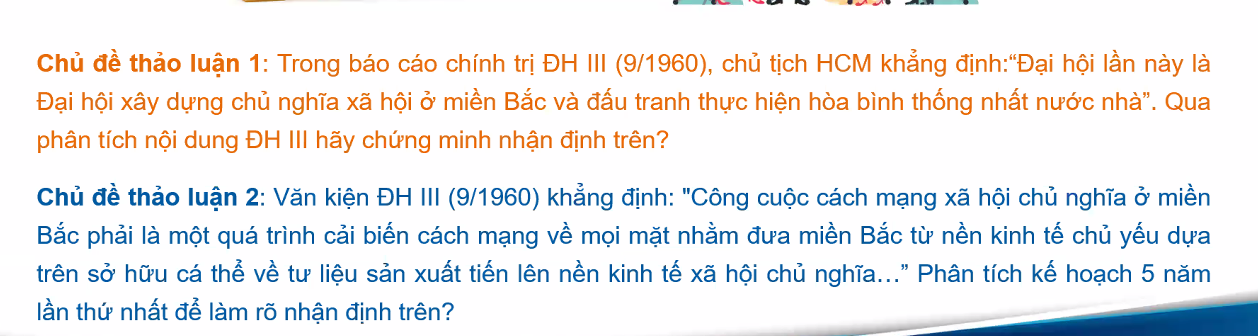 Chủ đề thảo luận 1: Trong báo cáo chính trị ĐH III (9/1960), chủ tịch HCM khẳng định:“Đại hội lần này là
Đại hội xây dựng chủ nghĩa xã hội ở miền Bắc và đấu tranh thực hiện hòa bình thống nhất nước nhà”. Qua
phân tích nội dung ĐH III hãy chứng minh nhận định trên?
Chủ đề thảo luận 2: Văn kiện ĐH III (9/1960) khẳng định: "Công cuộc cách mạng xã hội chủ nghĩa ở miền
Bắc phải là một quá trình cải biến cách mạng về mọi mặt nhằm đưa miền Bắc từ nền kinh tế chủ yếu dựa
trên sở hữu cá thể về tư liệu sản xuất tiến lên nền kinh tế xã hội chủ nghĩa…” Phân tích kế hoạch 5 năm
lần thứ nhất để làm rõ nhận định trên?